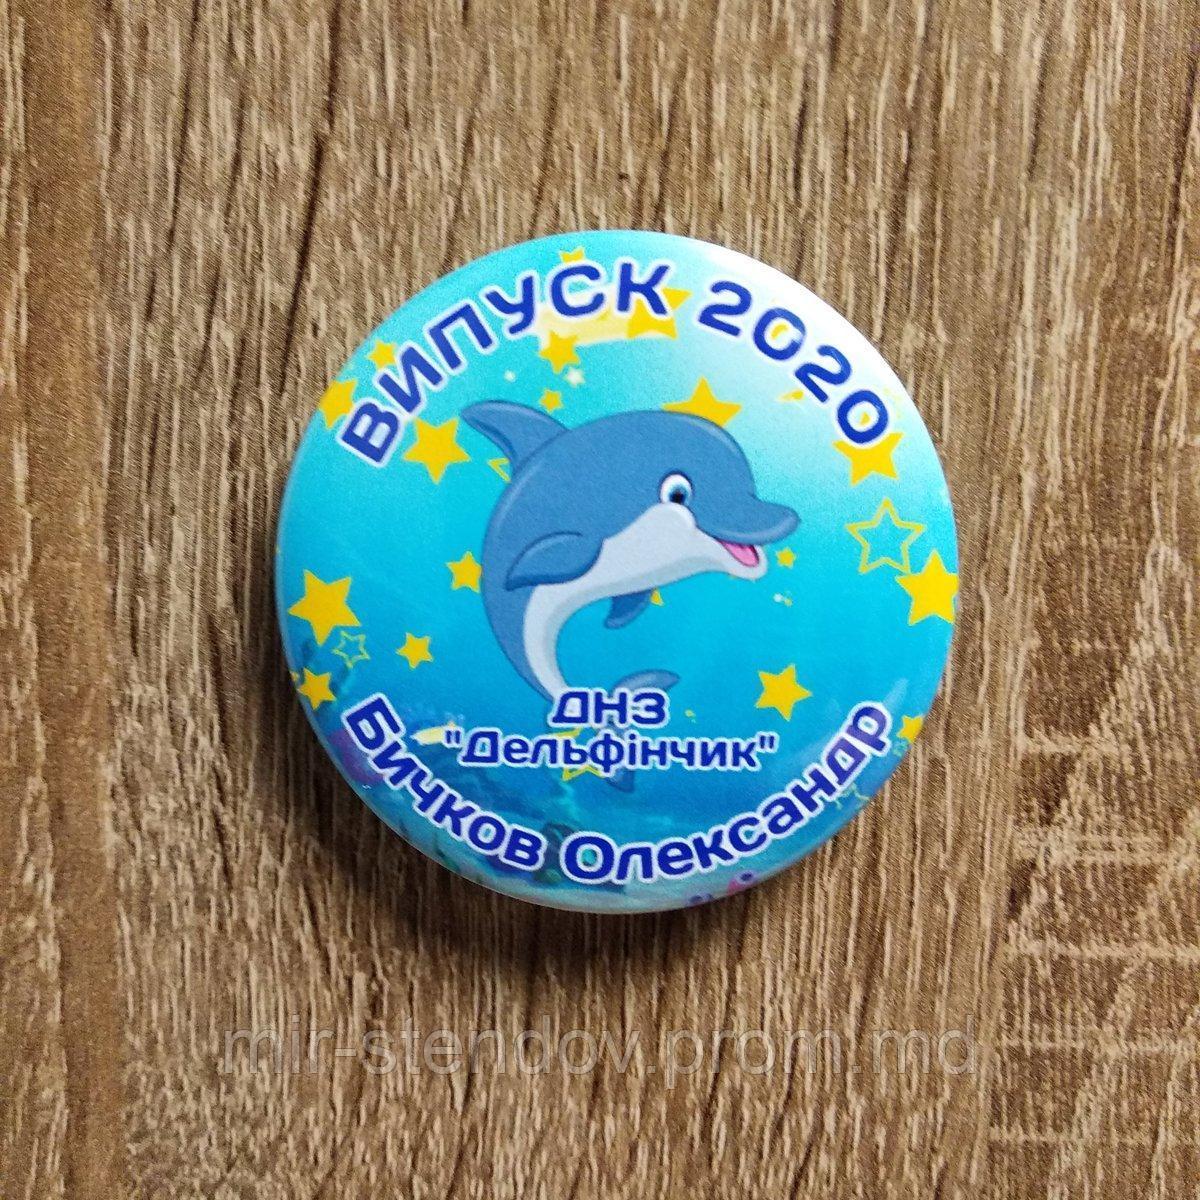 ВИПУСК 2020
ДНЗ
"Дельфінчик"
Бичков Олександр
mir-stendov.prom.md